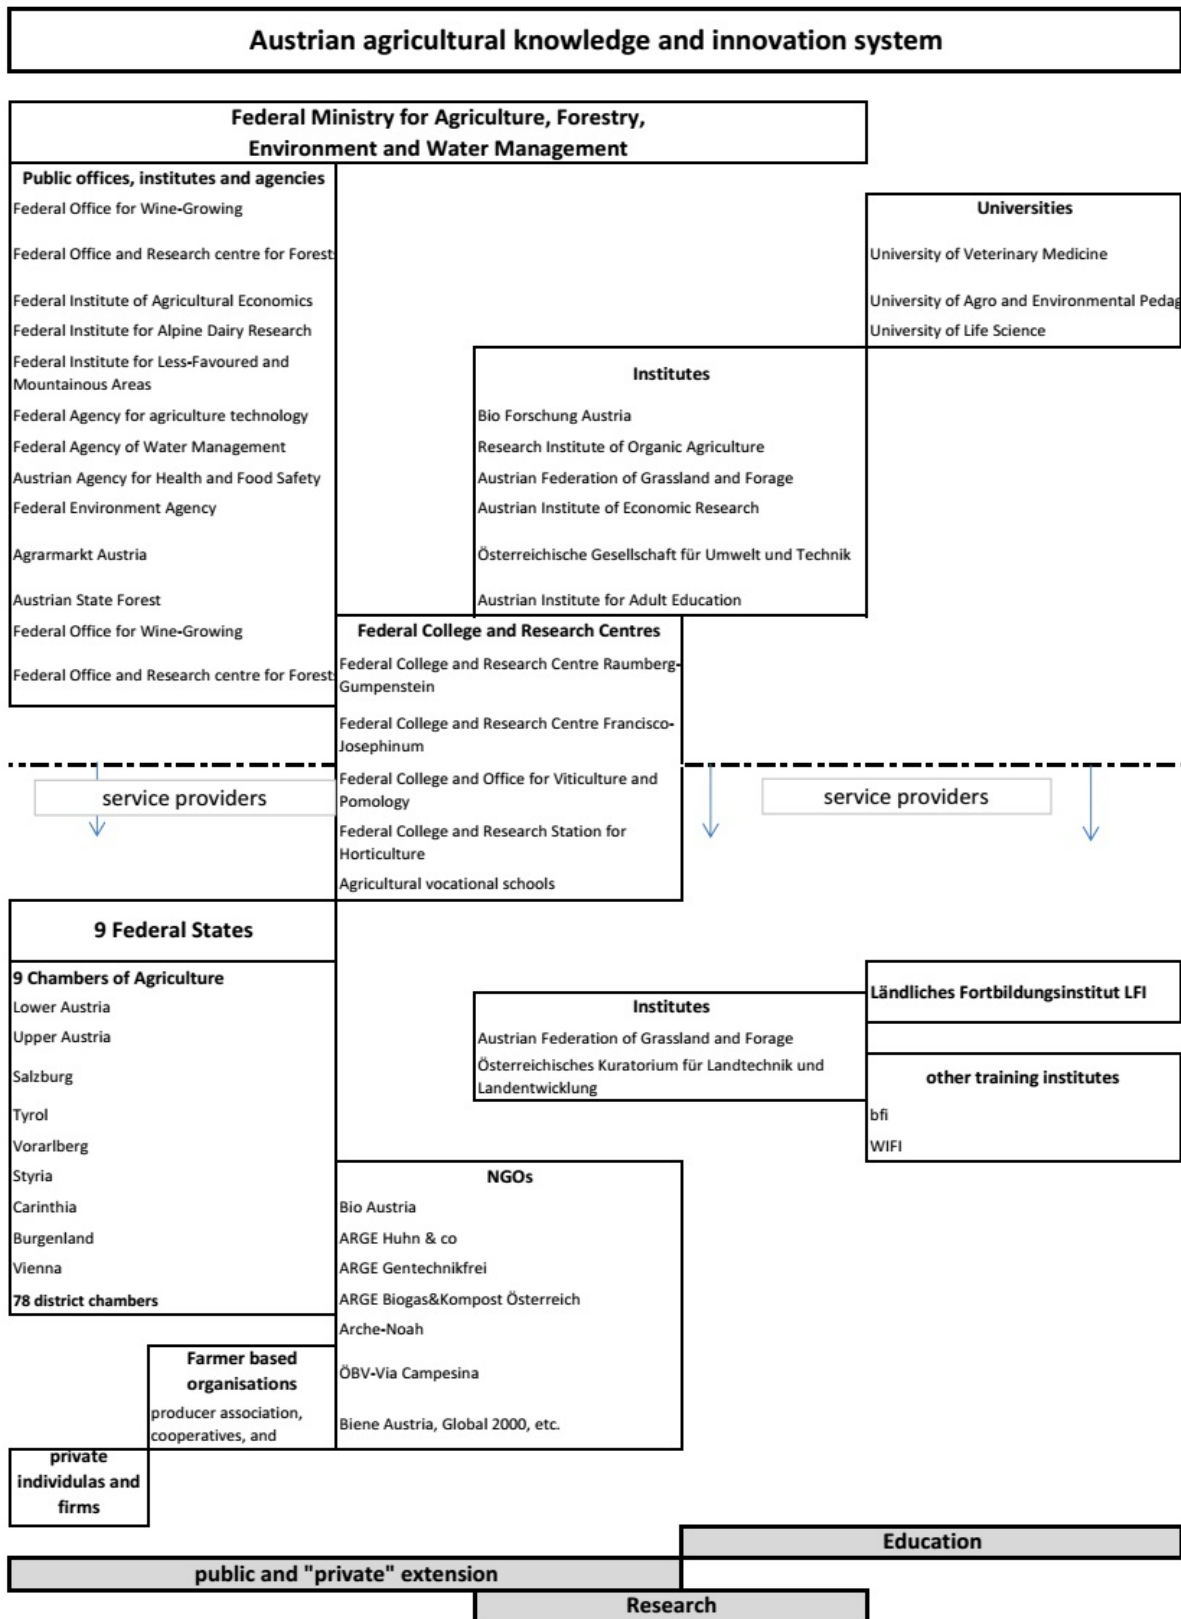 Austrian agricultural knowledge and innovation system
Federal Ministry for Agriculture, Forestry,
Environment and Water Management
Public offices, institutes and agencies
Federal Office for Wine-Growing
Federal Office and Research centre for Forest
Federal Institute of Agricultural Economics
Federal Institute for Alpine Dairy Research
Federal Institute for Less-Favoured and
Mountainous Areas
Federal Agency for agriculture technology
Federal Agency of Water Management
Austrian Agency for Health and Food Safety
Federal Environment Agency
Agrarmarkt Austria
Austrian State Forest
Federal Office for Wine-Growing
Federal Office and Research centre for Forest
Universities
University of Veterinary Medicine
University of Agro and Environmental Pedag
University of Life Science
Institutes
Bio Forschung Austria
Research Institute of Organic Agriculture
Austrian Federation of Grassland and Forage
Austrian Institute of Economic Research
Österreichische Gesellschaft für Umwelt und Technik
Austrian Institute for Adult Education
Federal College and Research Centres
Federal College and Research Centre Raumberg-
Gumpenstein
Federal College and Research Centre Francisco-
Josephinum
Federal College and Office for Viticulture and
Pomology
Federal College and Research Station for
Horticulture
Agricultural vocational schools
service providers
service providers
9 Federal States
9 Chambers of Agriculture
Lower Austria
Upper Austria
Salzburg
Tyrol
Vorarlberg
Styria
Carinthia
Burgenland
Vienna
78 district chambers
Institutes
Austrian Federation of Grassland and Forage
Österreichisches Kuratorium für Landtechnik und
Landentwicklung
Ländliches Fortbildungsinstitut LFI
other training institutes
bfi
WIFI
NGOs
Bio Austria
ARGE Huhn & co
ARGE Gentechnikfrei
ARGE Biogas&Kompost Österreich
Arche-Noah
ÖBV-Via Campesina
Biene Austria, Global 2000, etc.
Farmer based
organisations
producer association,
cooperatives, and
private
individulas and
firms
Education
public and "private" extension
Research